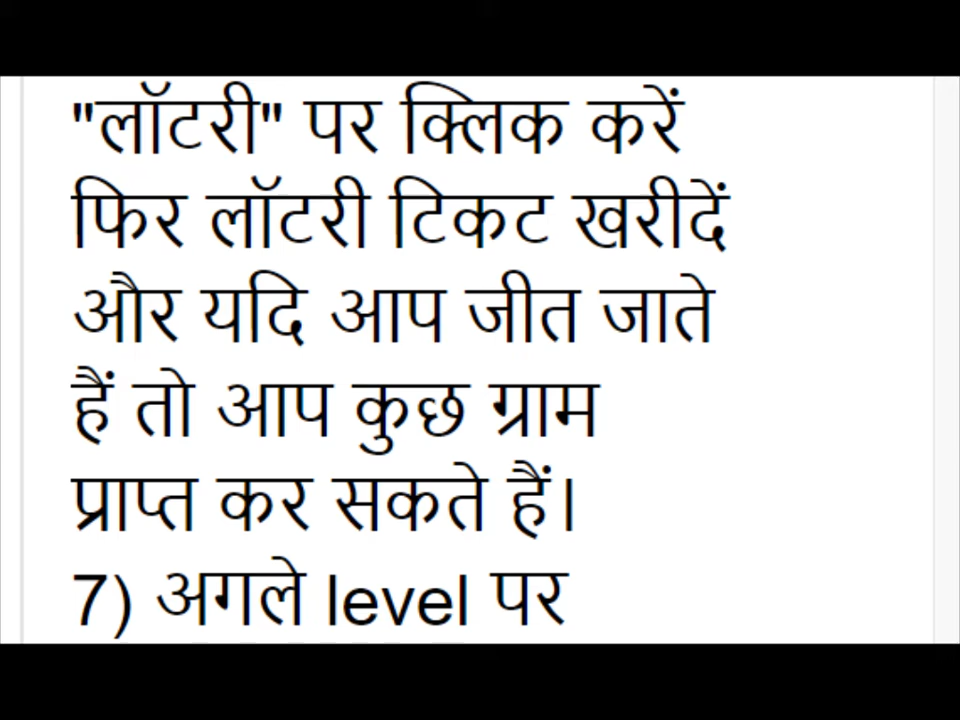 "लॉटरी" पर क्लिक करें
फिर लॉटरी टिकट खरीदें
और यदि आप जीत जाते
हैं तो आप कुछ ग्राम
प्राप्त कर सकते हैं।
7) अगले level पर